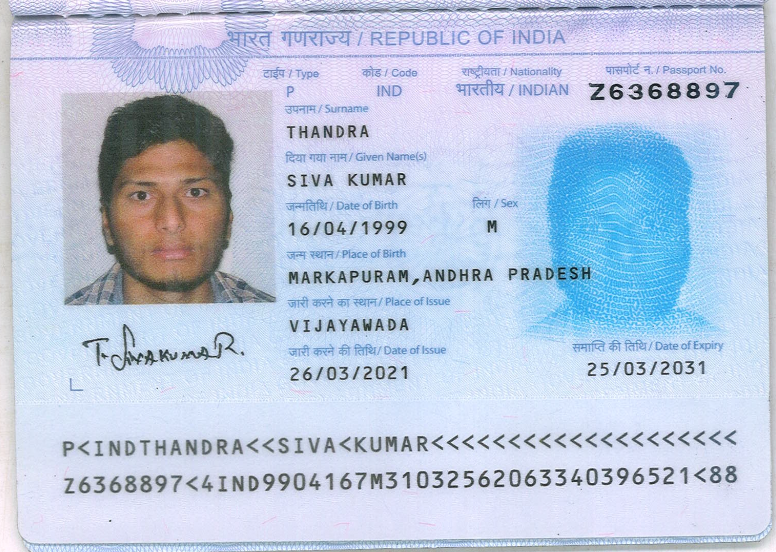 भारत गणराज्य / REPUBLIC OF INDIA
टाईप / Type कोड / Code राष्ट्रीयता / Nationality पासपोर्ट न. / Passport No.
P IND भारतीय / INDIAN Z6368897
उपनाम / Surname
THANDRA
दिया गया नाम / Given Name(s)
SIVA KUMAR
जन्मतिथि / Date of Birth लिंग / Sex
16/04/1999 M
जन्म स्थान / Place of Birth
MARKAPURAM,ANDHRA PRADESH
जारी करने का स्थान / Place of Issue
VIJAYAWADA
जारी करने की तिथि / Date of Issue समाप्ति की तिथि / Date of Expiry
26/03/2021 25/03/2031
T. SivaKumaR.
P<INDTHANDRA<<SIVA<KUMAR<<<<<<<<<<<<<<<<<<<<
Z6368897<4IND9904167M3103256206334039652​1<88